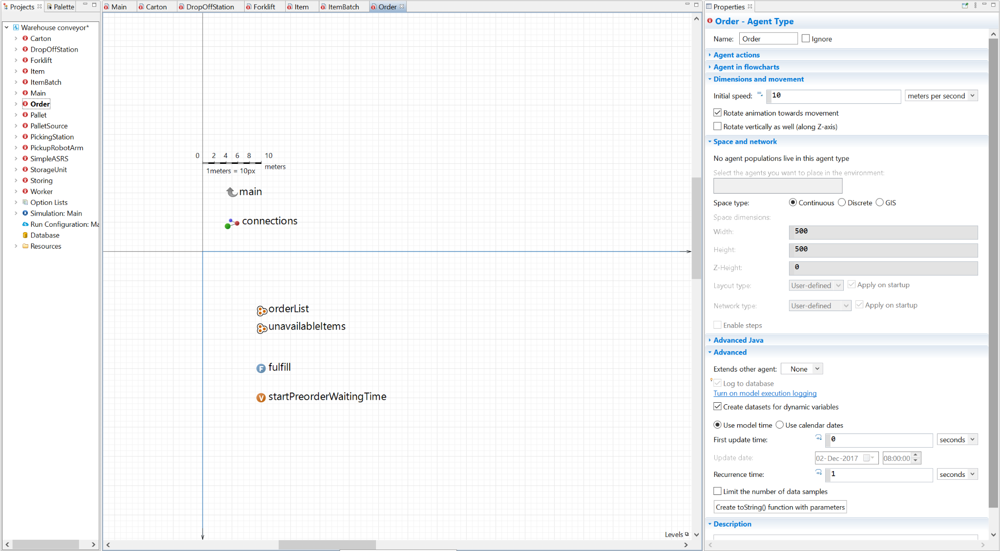 Projects
Palette
Warehouse conveyor*
Carton
DropOffStation
Forklift
Item
ItemBatch
Main
Order
Pallet
PalletSource
PickingStation
PickupRobotArm
SimpleASRS
StorageUnit
Storing
Worker
Option Lists
Simulation: Main
Run Configuration: Ma
Database
Resources
Main Carton DropOffStation Forklift Item ItemBatch Order
0 2 4 6 8 10
meters
1meters = 10px
main
connections
orderList
unavailableItems
F fulfill
V startPreorderWaitingTime
Levels
Properties
Order - Agent Type
Name: Order Ignore
Agent actions
Agent in flowcharts
Dimensions and movement
Initial speed: 10 meters per second
Rotate animation towards movement
Rotate vertically as well (along Z-axis)
Space and network
No agent populations live in this agent type
Select the agents you want to place in the environment:
Space type: Continuous Discrete GIS
Space dimensions:
Width: 500
Height: 500
Z-Height: 0
Layout type: User-defined Apply on startup
Network type: User-defined Apply on startup
Enable steps
Advanced Java
Advanced
Extends other agent: None
Log to database
Turn on model execution logging
Create datasets for dynamic variables
Use model time Use calendar dates
First update time: 0 seconds
Update date: 02-Dec-2017 08:00:00
Recurrence time: 1 seconds
Limit the number of data samples
Create toString() function with parameters
Description